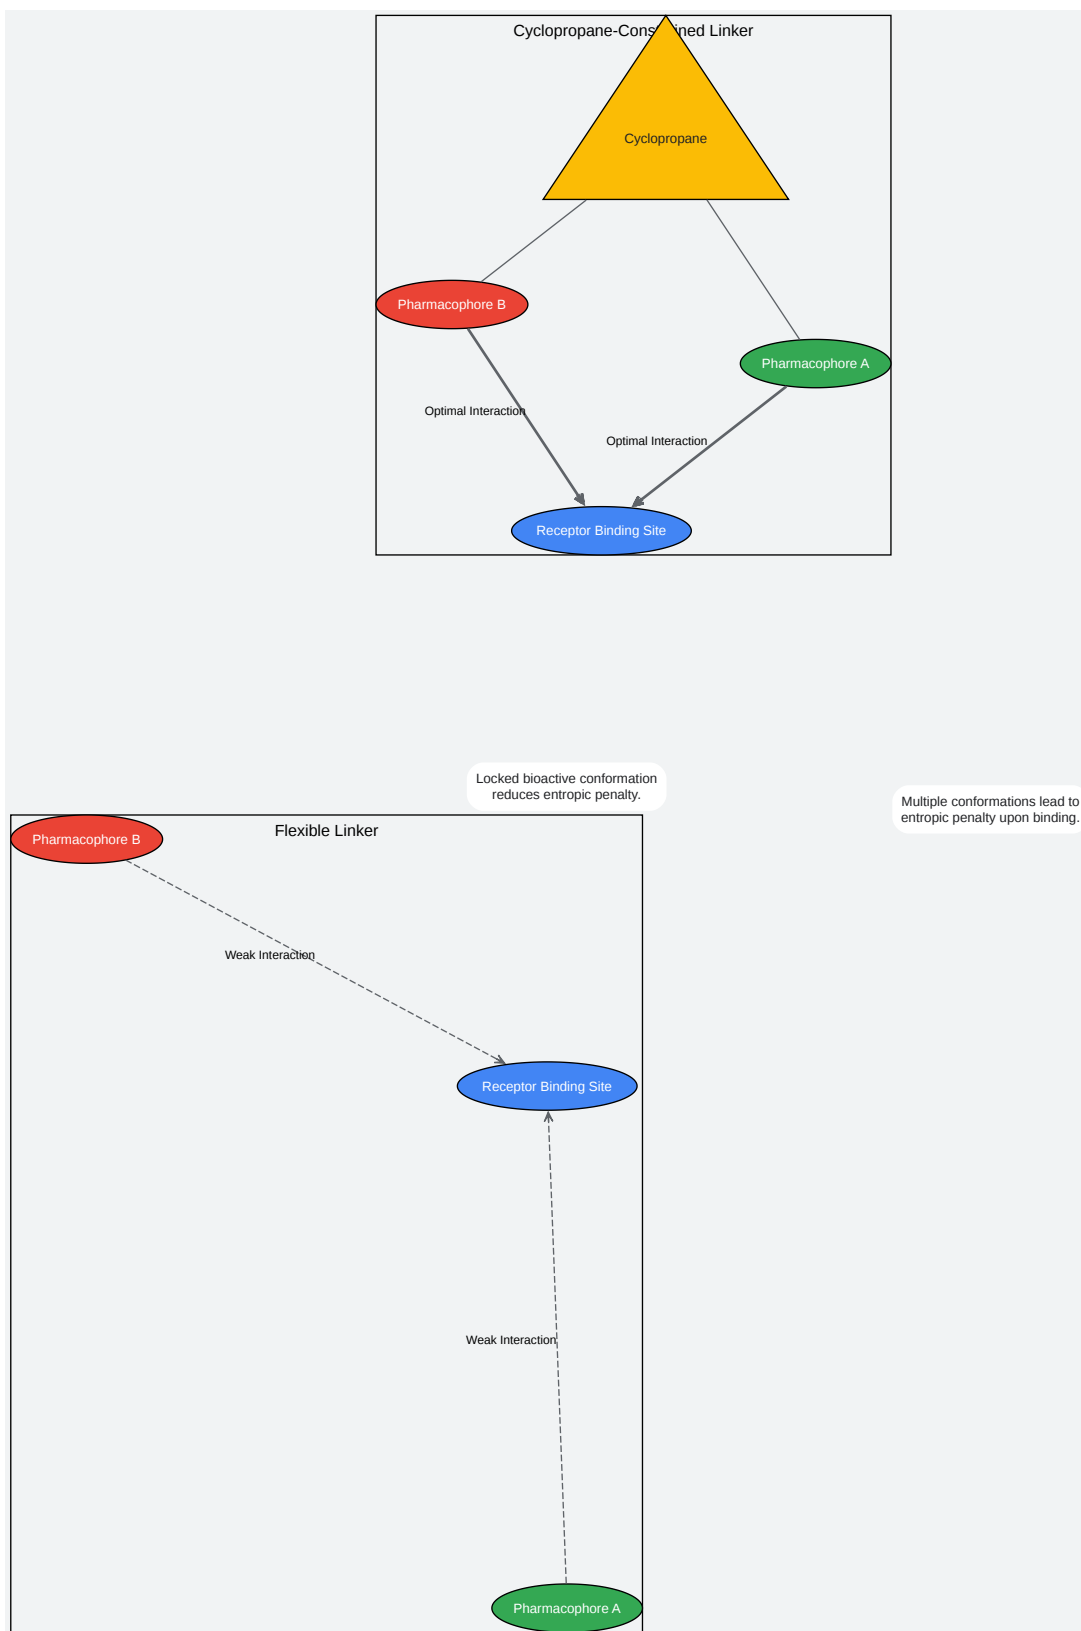 Cyclopropane-Cons ined Linker
Cyclopropane
Pharmacophore B
Pharmacophore A
Optimal Interaction
Optimal Interaction
Receptor Binding Site
Locked bioactive conformation
reduces entropic penalty.
Multiple conformations lead to
entropic penalty upon binding.
Flexible Linker
Pharmacophore B
Weak Interaction
Receptor Binding Site
Weak Interaction
Pharmacophore A